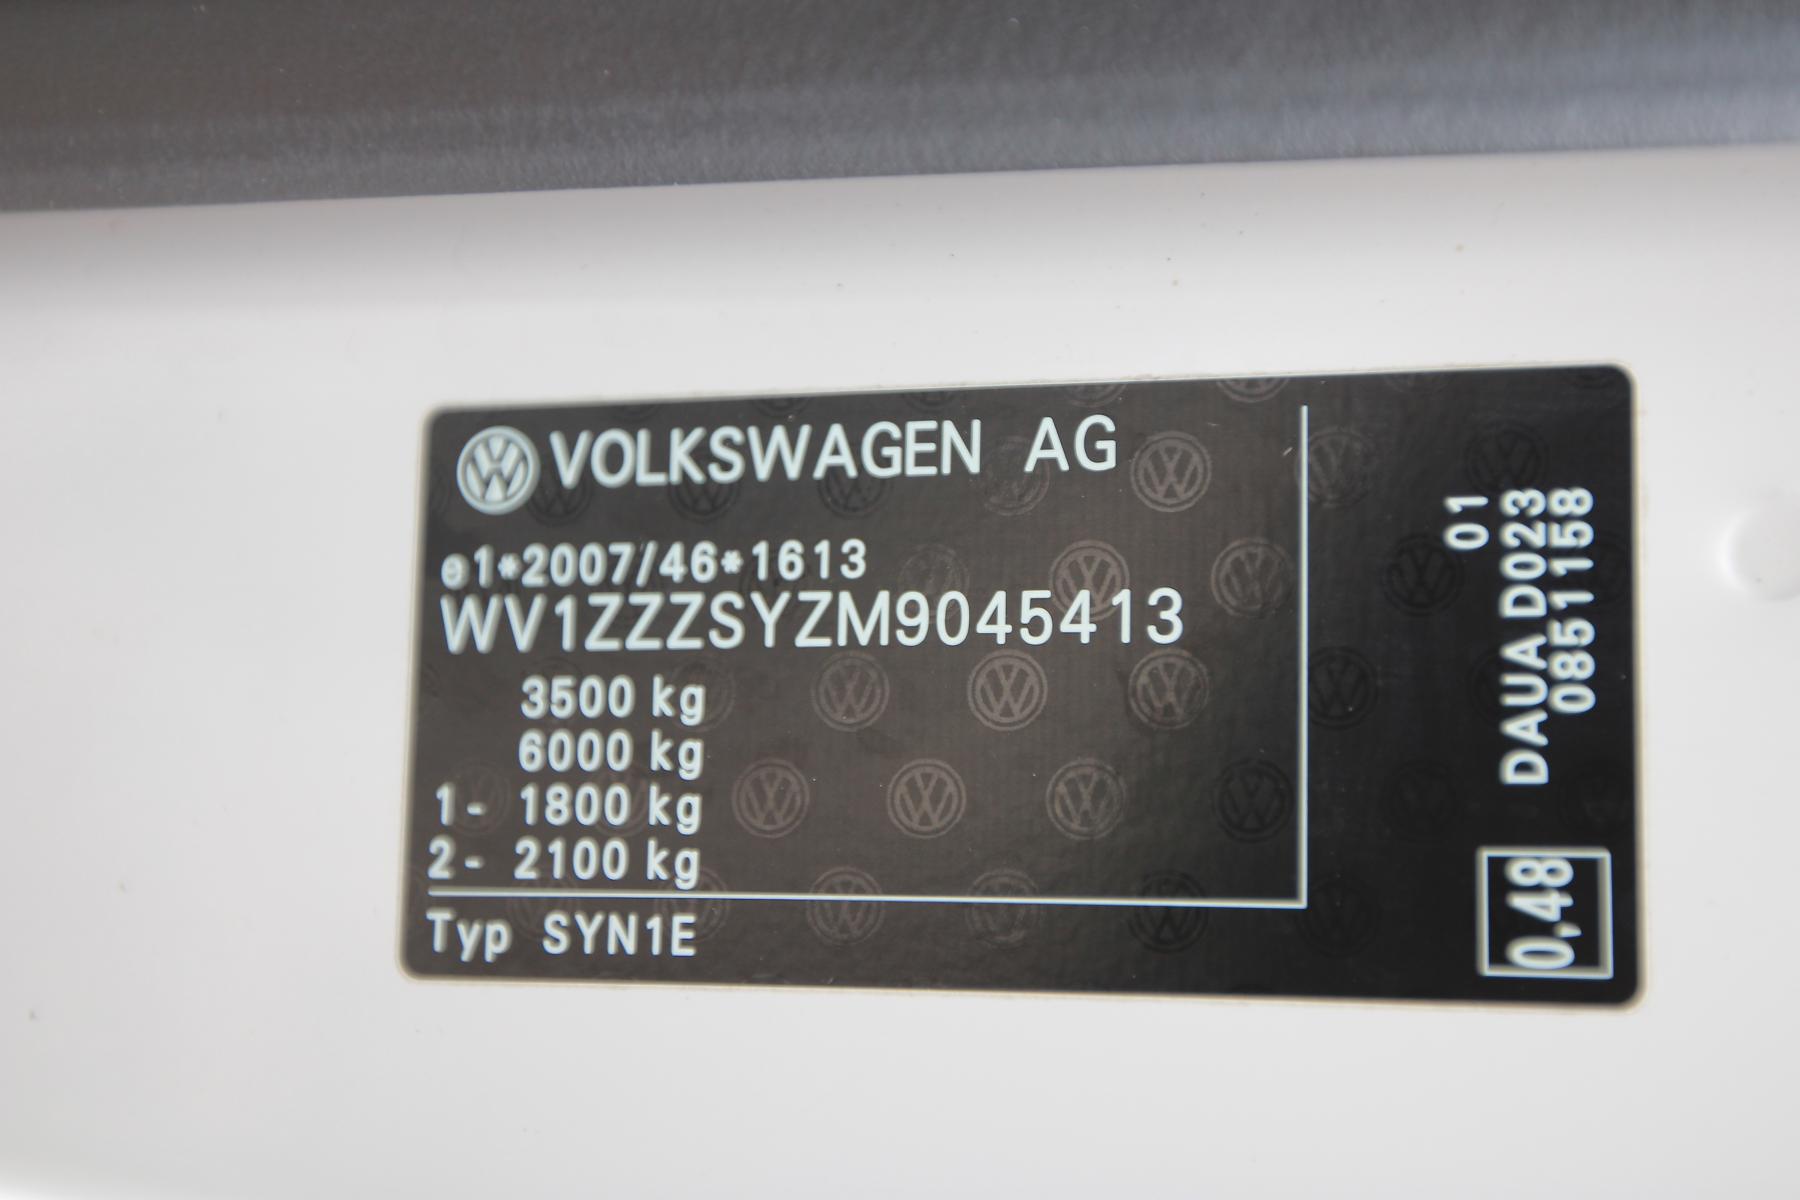 VOLKSWAGEN AG
e1*2007/46*1613
WV1ZZZSYZM9045413
3500 kg
6000 kg
1- 1800 kg
2- 2100 kg
Typ SYN1E
01
DAUA D023
0851158
0,48